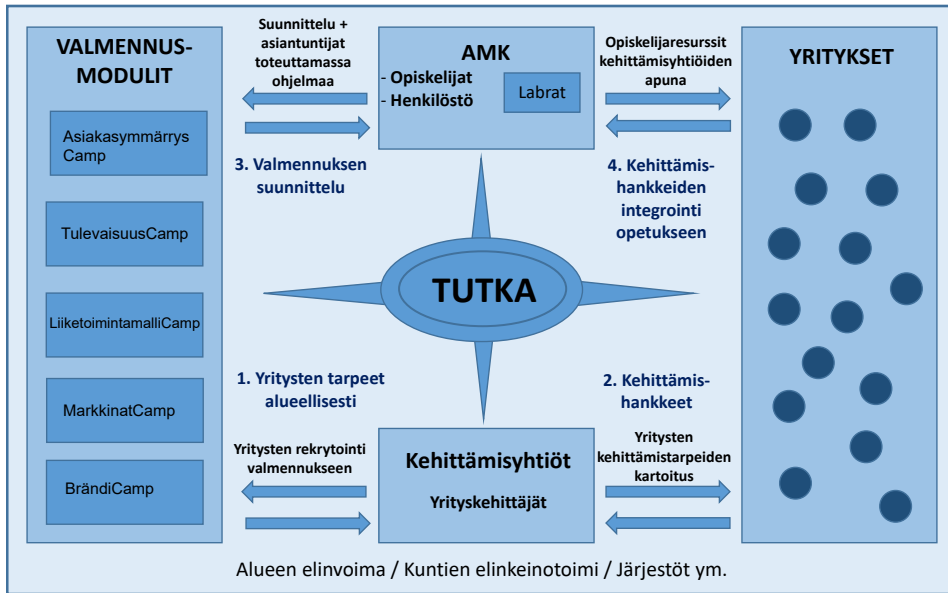 VALMENNUS-
MODULIT
Asiakasymmärrys
Camp
TulevaisuusCamp
LiiketoimintamalliCamp
MarkkinatCamp
BrändiCamp
Suunnittelu +
asiantuntijat
toteuttamassa
ohjelmaa
3. Valmennuksen
suunnittelu
AMK
- Opiskelijat
- Henkilöstö
Labrat
Opiskelijaresurssit
kehittämisyhtiöiden
apuna
4. Kehittämis-
hankkeiden
integrointi
opetukseen
YRITYKSET
TUTKA
1. Yritysten tarpeet
alueellisesti
2. Kehittämis-
hankkeet
Yritysten rekrytointi
valmennukseen
Kehittämisyhtiöt
Yrityskehittäjät
Yritysten
kehittämistarpeiden
kartoitus
Alueen elinvoima / Kuntien elinkeinotoimi / Järjestöt ym.